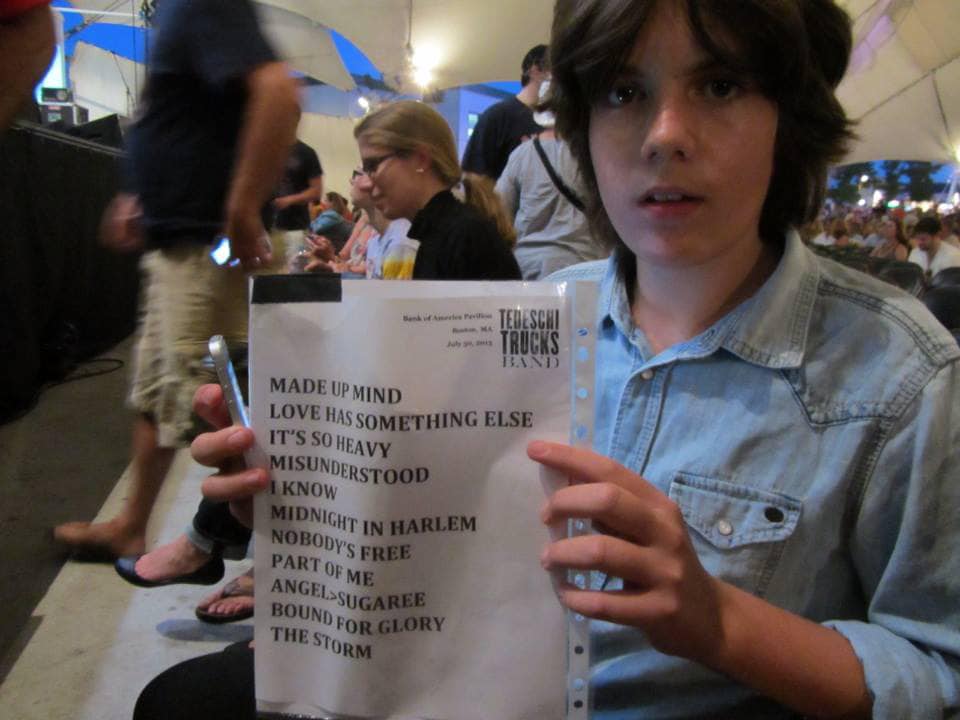 Bank of America Pavilion
Boston, MA
July 30, 2013
TEDESCHI
TRUCKS
BAND
MADE UP MIND
LOVE HAS SOMETHING ELSE
IT'S SO HEAVY
MISUNDERSTOOD
I KNOW
MIDNIGHT IN HARLEM
NOBODY'S FREE
PART OF ME
ANGEL>SUGAREE
BOUND FOR GLORY
THE STORM